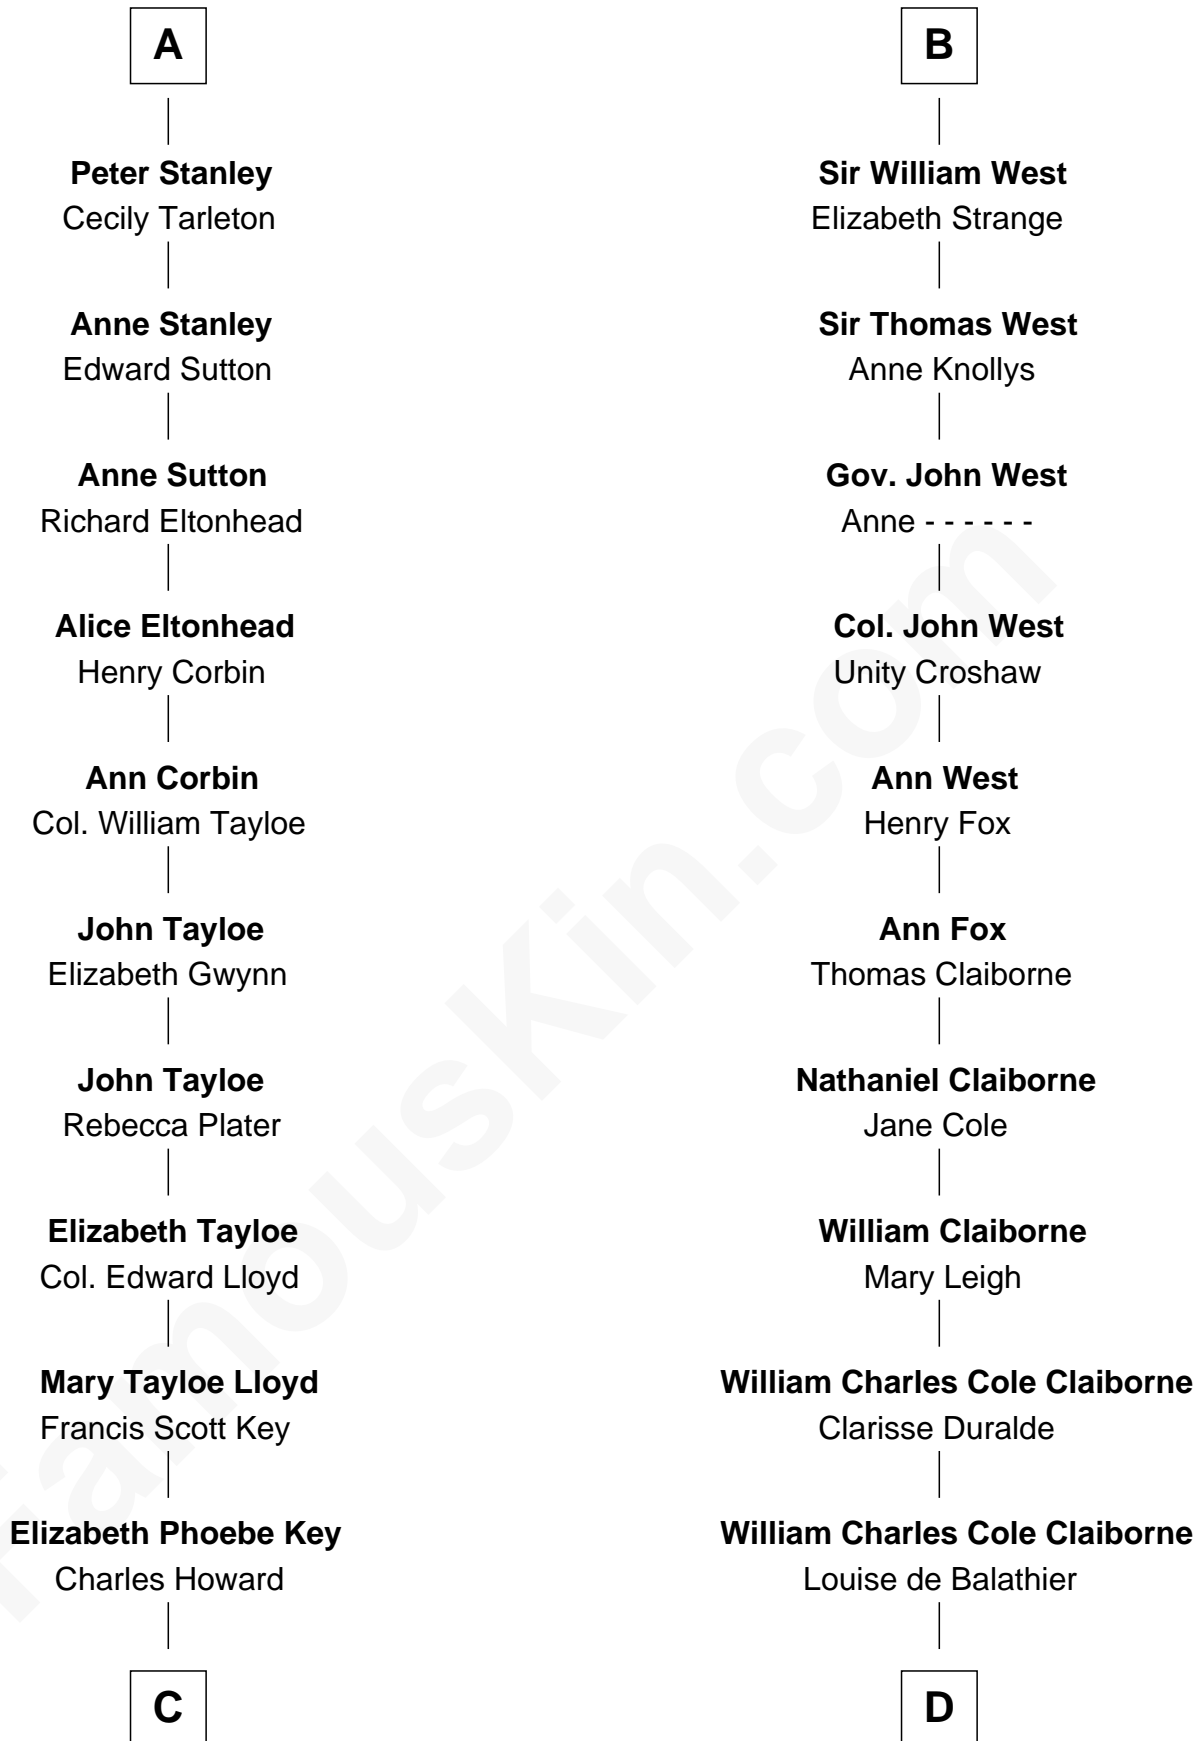 A
Peter Stanley
Cecily Tarleton
Anne Stanley
Edward Sutton
Anne Sutton
Richard Eltonhead
Alice Eltonhead
Henry Corbin
Ann Corbin
Col. William Tayloe
John Tayloe
Elizabeth Gwynn
John Tayloe
Rebecca Plater
Elizabeth Tayloe
Col. Edward Lloyd
Mary Tayloe Lloyd
Francis Scott Key
Elizabeth Phoebe Key
Charles Howard
C
B
Sir William West
Elizabeth Strange
Sir Thomas West
Anne Knollys
Gov. John West
Anne - - - - - -
Col. John West
Unity Croshaw
Ann West
Henry Fox
Ann Fox
Thomas Claiborne
Nathaniel Claiborne
Jane Cole
William Claiborne
Mary Leigh
William Charles Cole Claiborne
Clarisse Duralde
William Charles Cole Claiborne
Louise de Balathier
D
FamousKin.com